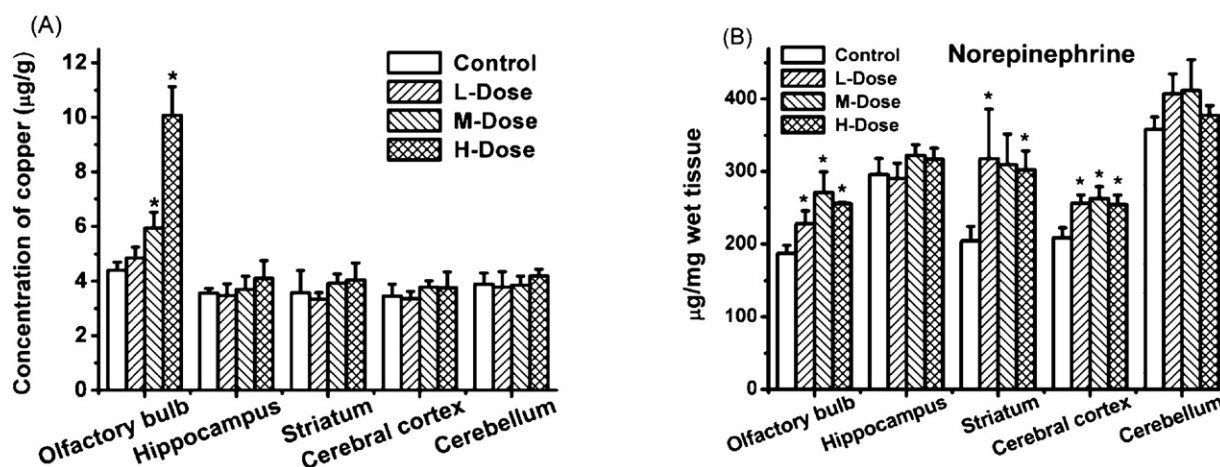 (A)
Concentration of copper (μg/g)
12
10
8
6
4
2
0
Control
L-Dose
M-Dose
H-Dose
*
*
Olfactory bulb
Hippocampus
Striatum
Cerebral cortex
Cerebellum
(B)
Norepinephrine
μg/mg wet tissue
400
300
200
100
0
Control
L-Dose
M-Dose
H-Dose
*
*
*
*
*
*
*
*
Olfactory bulb
Hippocampus
Striatum
Cerebral cortex
Cerebellum